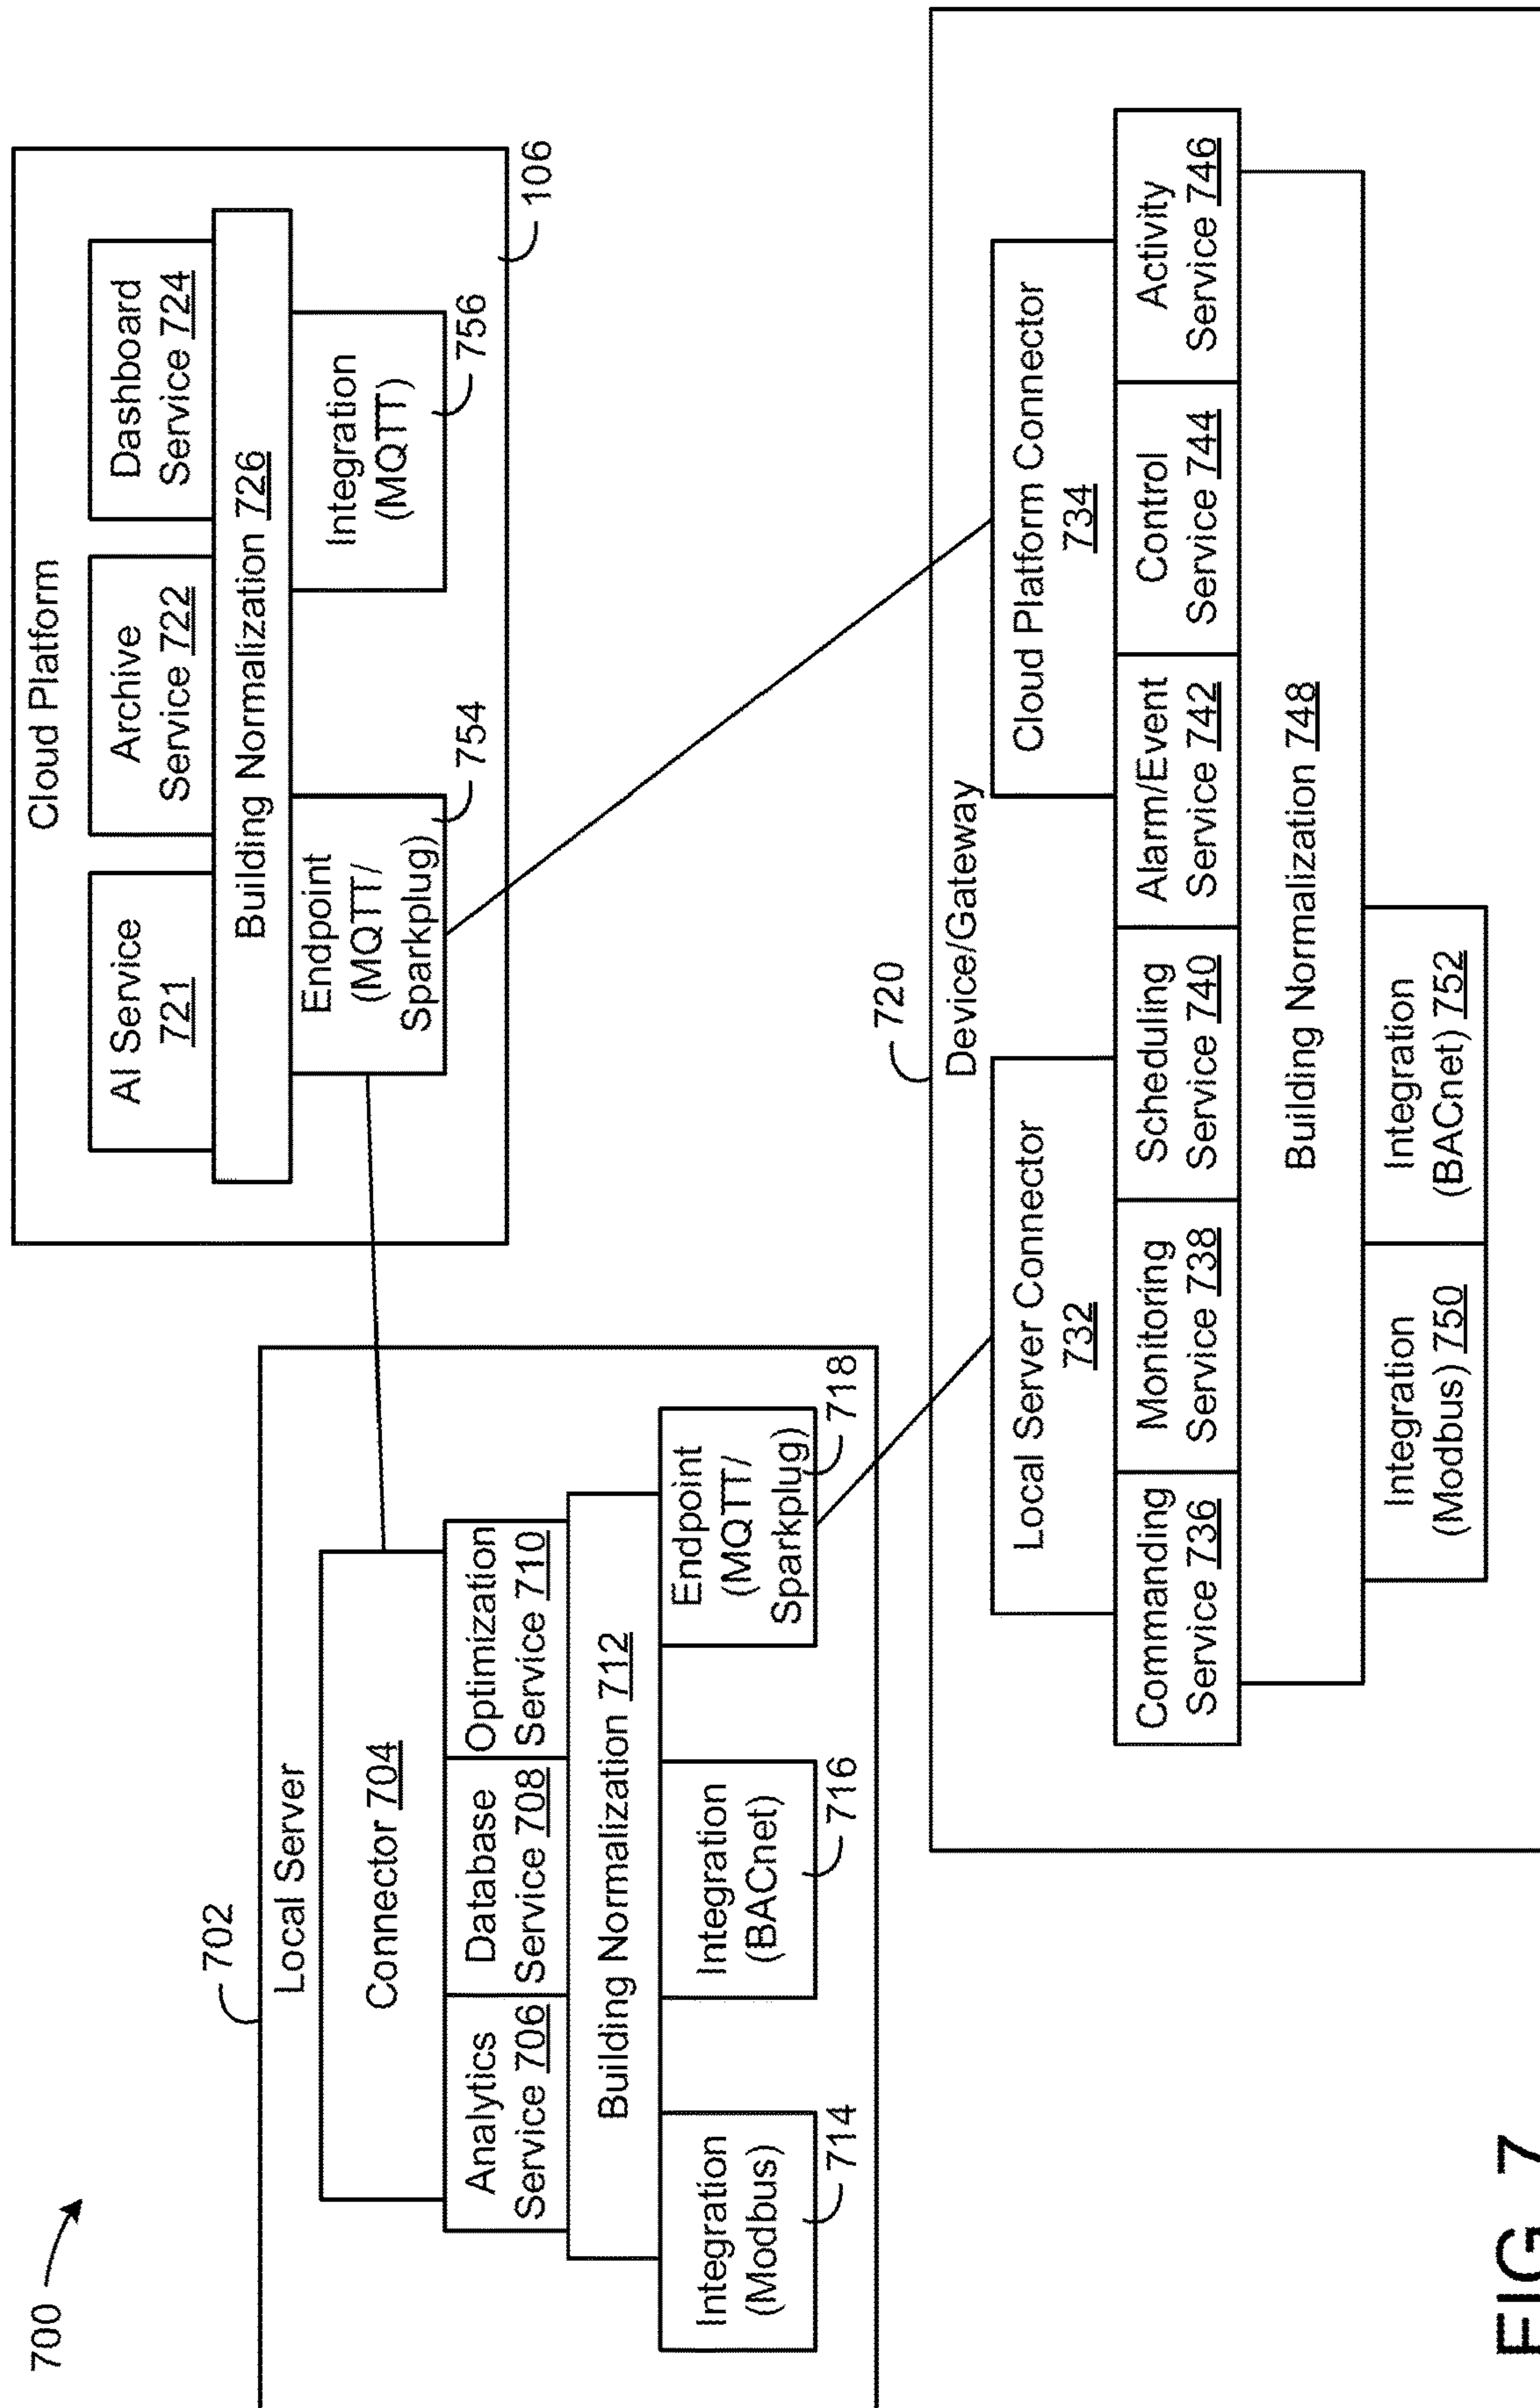 700
702
Local Server
Connector 704
Analytics
Service 706
Database
Service 708
Optimization
Service 710
Building Normalization 712
Integration
(Modbus)
714
Integration
(BACnet)
716
Endpoint
(MQTT/
Sparkplug)
718
Cloud Platform
AI Service
721
Archive
Service 722
Dashboard
Service 724
Building Normalization 726
Endpoint
(MQTT/
Sparkplug)
754
Integration
(MQTT)
756
106
720
Device/Gateway
Local Server Connector
732
Cloud Platform Connector
734
Commanding
Service 736
Monitoring
Service 738
Scheduling
Service 740
Alarm/Event
Service 742
Control
Service 744
Activity
Service 746
Building Normalization 748
Integration
(Modbus) 750
Integration
(BACnet) 752
FIG. 7